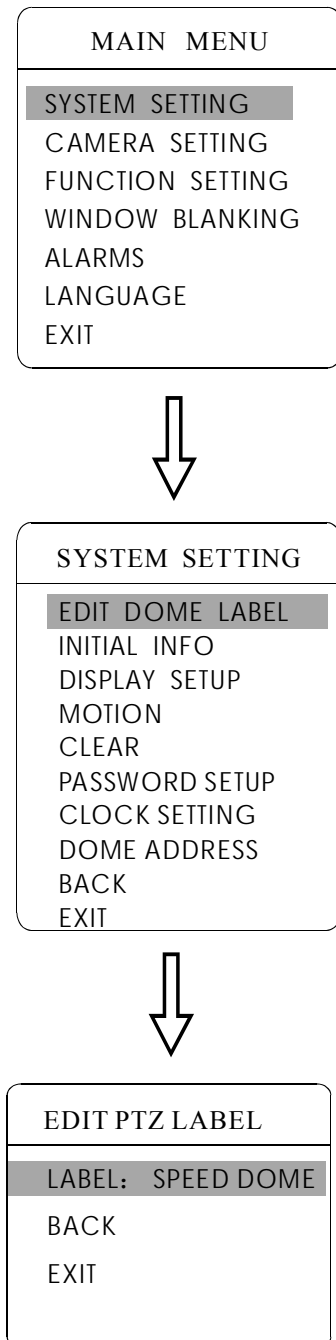 MAIN MENU
SYSTEM SETTING
CAMERA SETTING
FUNCTION SETTING
WINDOW BLANKING
ALARMS
LANGUAGE
EXIT
SYSTEM SETTING
EDIT DOME LABEL
INITIAL INFO
DISPLAY SETUP
MOTION
CLEAR
PASSWORD SETUP
CLOCK SETTING
DOME ADDRESS
BACK
EXIT
EDIT PTZ LABEL
LABEL： SPEED DOME
BACK
EXIT